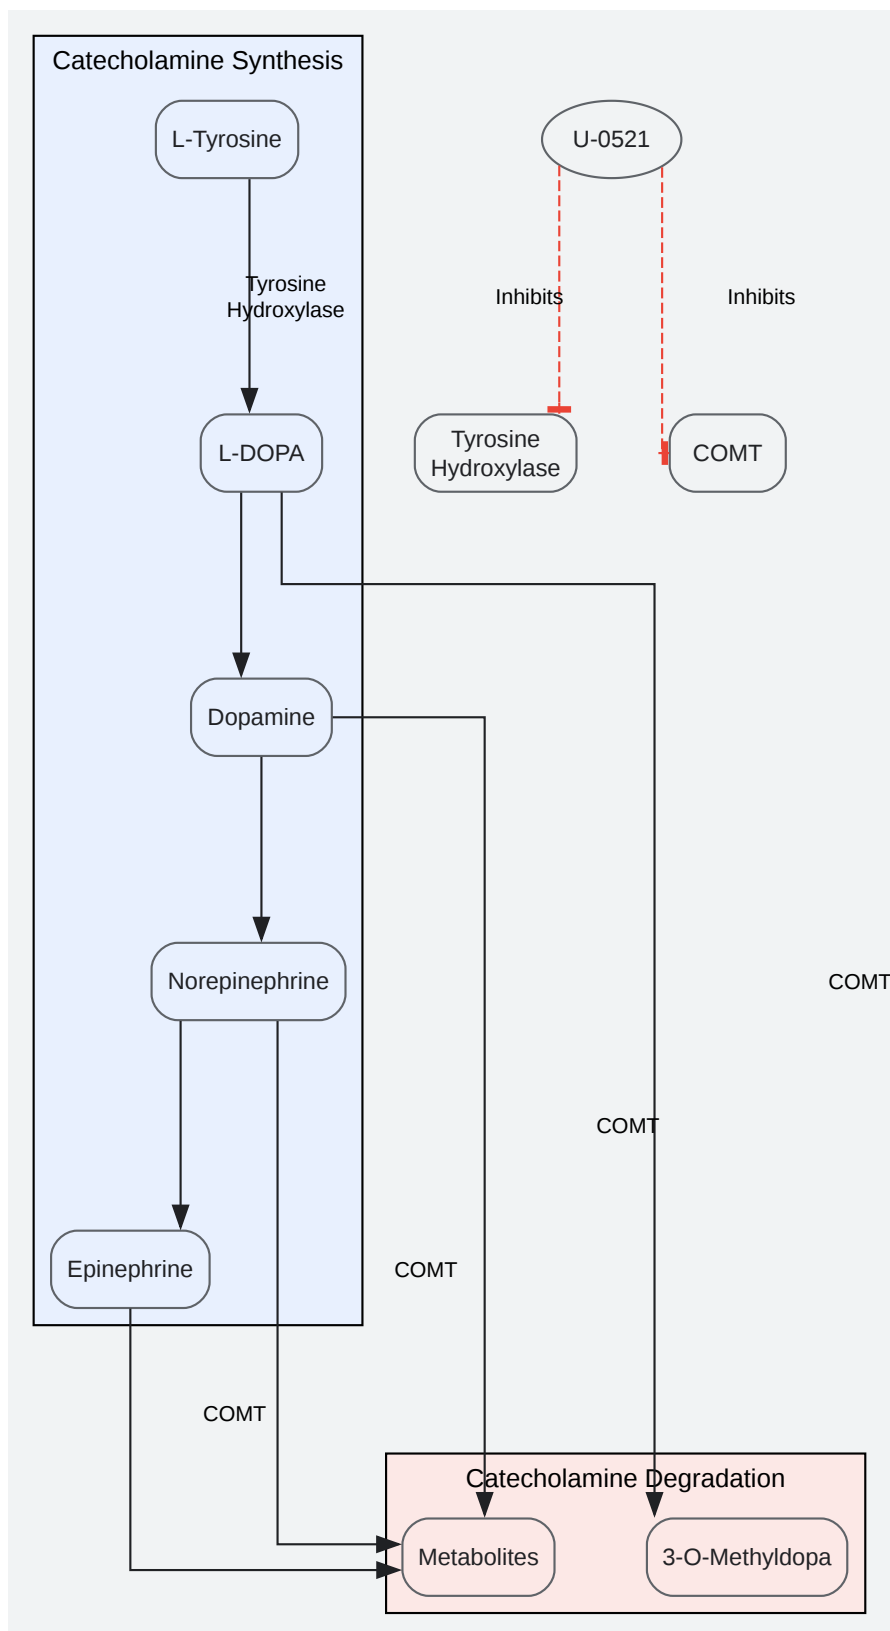 Catecholamine Synthesis
L-Tyrosine
U-0521
Tyrosine
Hydroxylase
Inhibits
Inhibits
L-DOPA
Tyrosine
Hydroxylase
COMT
Dopamine
Norepinephrine
COMT
COMT
Epinephrine
COMT
COMT
Catecholamine Degradation
Metabolites
3-O-Methyldopa